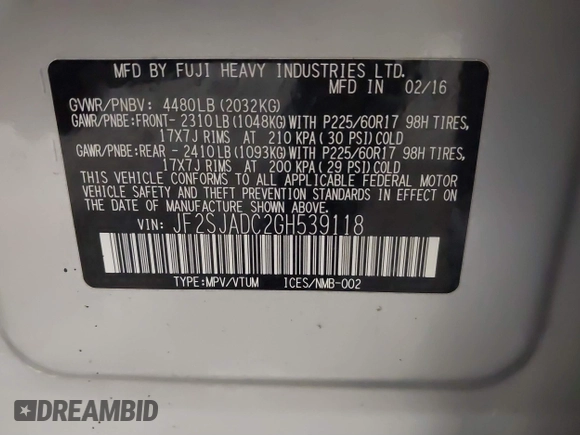 MFD BY FUJI HEAVY INDUSTRIES LTD.
MFD IN 02/16
GVWR/PNBV: 4480LB (2032KG)
GAWR/PNBE:FRONT- 2310LB (1048KG)WITH P225/60R17 98H TIRES,
17X7J RIMS AT 210 KPA(30 PSI)COLD
GAWR/PNBE:REAR - 2410LB (1093KG)WITH P225/60R17 98H TIRES,
17X7J RIMS AT 200 KPA(29 PSI)COLD
THIS VEHICLE CONFORMS TO ALL APPLICABLE FEDERAL MOTOR
VEHICLE SAFETY AND THEFT PREVENTION STANDARDS IN EFFECT
ON THE DATE OF MANUFACTURE SHOWN ABOVE.
VIN: JF2SJADC2GH539118
TYPE:MPV/VTUM ICES/NMB-002
DREAMBID